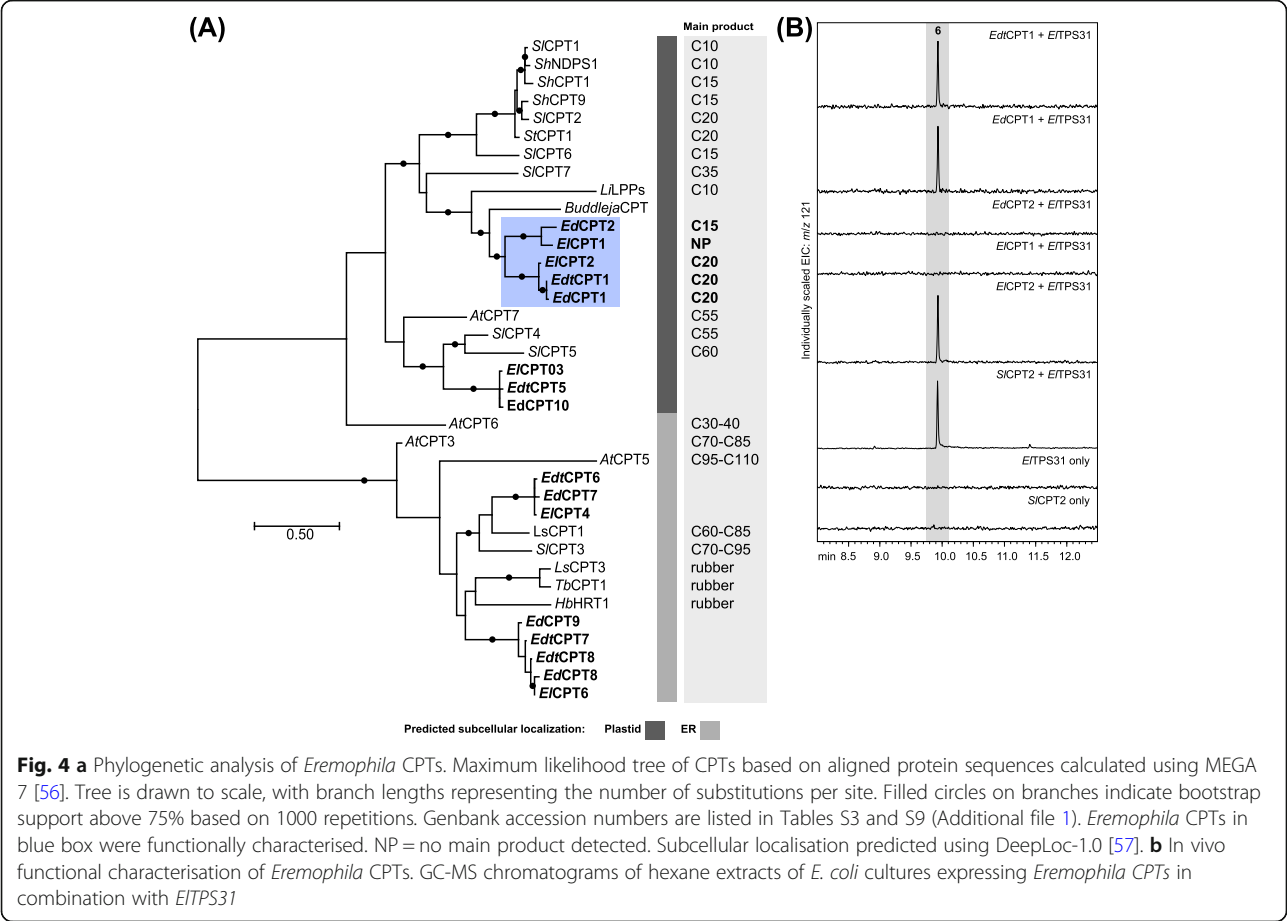 (A)
Main product
SlCPT1 C10
ShNDPS1 C10
ShCPT1 C15
ShCPT9 C15
SlCPT2 C20
StCPT1 C20
SlCPT6 C15
SlCPT7 C35
LiLPPs C10
BuddlejaCPT
EdCPT2 C15
ElCPT1 NP
ElCPT2 C20
EdtCPT1 C20
EdCPT1 C20
AtCPT7 C55
SlCPT4 C55
SlCPT5 C60
ElCPT03
EdtCPT5
EdCPT10
AtCPT6 C30-40
AtCPT3 C70-C85
AtCPT5 C95-C110
EdtCPT6
EdCPT7
ElCPT4
LsCPT1 C60-C85
SlCPT3 C70-C95
LsCPT3 rubber
TbCPT1 rubber
HbHRT1 rubber
EdCPT9
EdtCPT7
EdtCPT8
EdCPT8
ElCPT6
0.50
Predicted subcellular localization: Plastid ER
(B)
6
EdtCPT1 + ElTPS31
EdCPT1 + ElTPS31
EdCPT2 + ElTPS31
ElCPT1 + ElTPS31
ElCPT2 + ElTPS31
SlCPT2 + ElTPS31
ElTPS31 only
SlCPT2 only
Individually scaled EIC: m/z 121
min 8.5 9.0 9.5 10.0 10.5 11.0 11.5 12.0
Fig. 4 a Phylogenetic analysis of Eremophila CPTs. Maximum likelihood tree of CPTs based on aligned protein sequences calculated using MEGA
7 [56]. Tree is drawn to scale, with branch lengths representing the number of substitutions per site. Filled circles on branches indicate bootstrap
support above 75% based on 1000 repetitions. Genbank accession numbers are listed in Tables S3 and S9 (Additional file 1). Eremophila CPTs in
blue box were functionally characterised. NP = no main product detected. Subcellular localisation predicted using DeepLoc-1.0 [57]. b In vivo
functional characterisation of Eremophila CPTs. GC-MS chromatograms of hexane extracts of E. coli cultures expressing Eremophila CPTs in
combination with ElTPS31